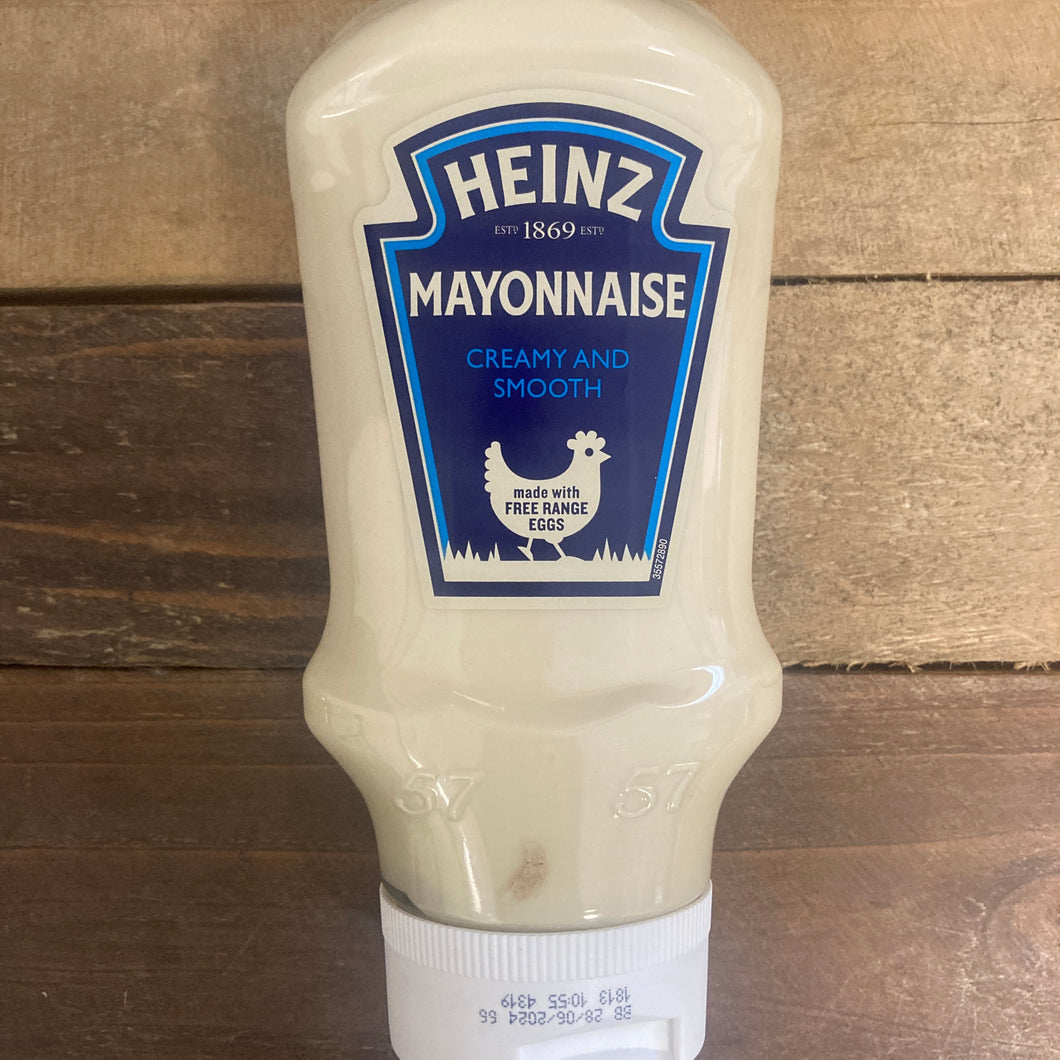 HEINZ
ESTD 1869 ESTD
MAYONNAISE
CREAMY AND
SMOOTH
made with
FREE RANGE
EGGS
35572890
57 57
BB 28/06/2024 55
1813 10:55 4319